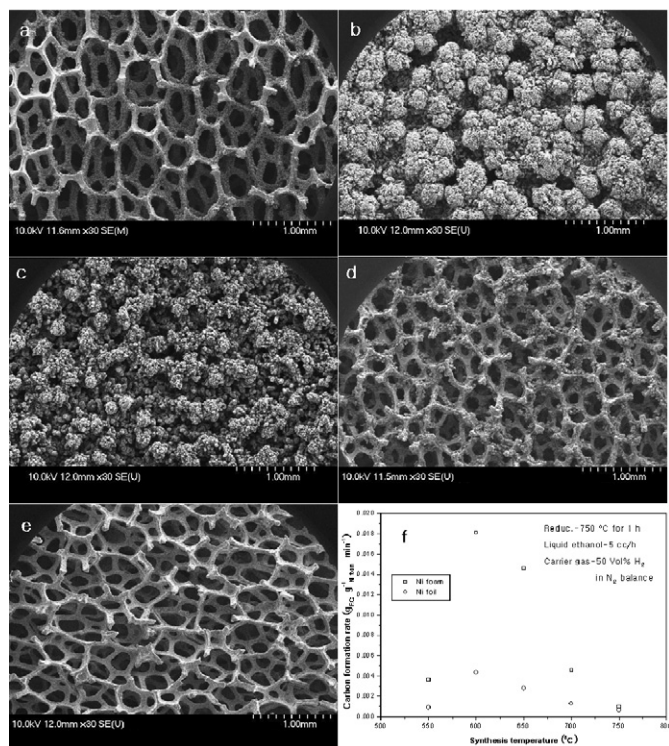 a
b
10.0kV 11.6mm x30 SE(M)
1.00mm
10.0kV 12.0mm x30 SE(U)
1.00mm
c
d
10.0kV 12.0mm x30 SE(U)
1.00mm
10.0kV 11.5mm x30 SE(U)
1.00mm
e
10.0kV 12.0mm x30 SE(U)
1.00mm
f
Reduc.-750 °C for 1 h
Liquid ethanol-5 cc/h
Carrier gas-50 Vol% H₂
in N₂ balance
Ni foam
Ni foil
Carbon formation rate
0.020
0.018
0.016
0.014
0.012
0.010
0.008
0.006
0.004
0.002
0.000
500 550 600 650 700 750
Synthesis temperature (°C)